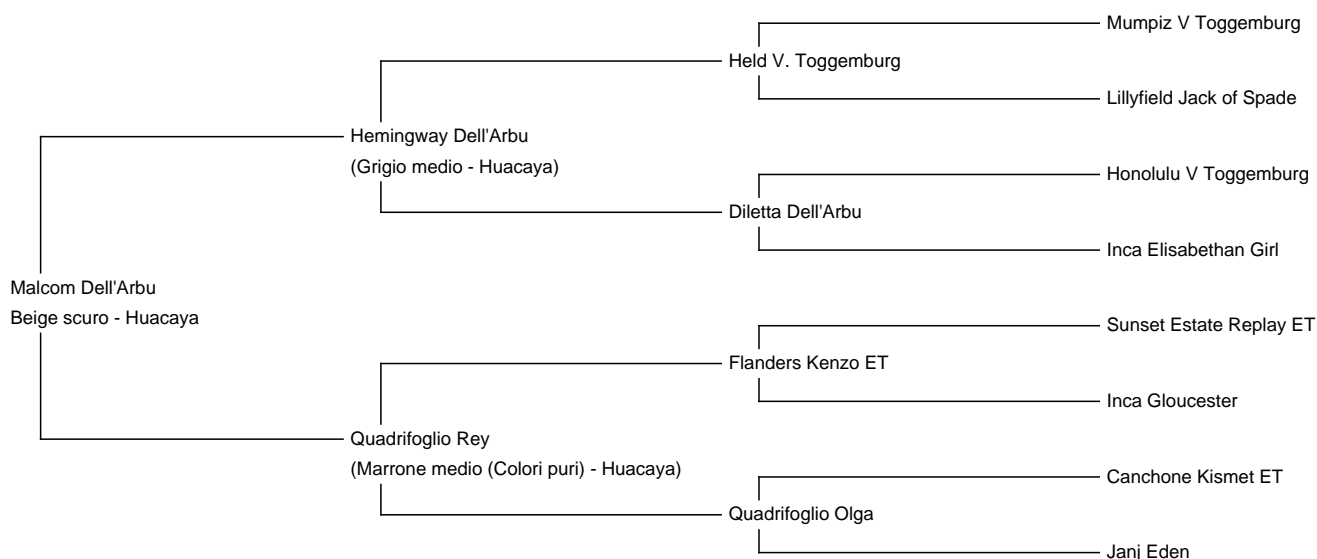 Mumpiz V Toggemburg
Held V. Toggemburg
Lillyfield Jack of Spade
Hemingway Dell'Arbu
(Grigio medio - Huacaya)
Honolulu V Toggemburg
Diletta Dell'Arbu
Inca Elisabethan Girl
Malcom Dell'Arbu
Beige scuro - Huacaya
Sunset Estate Replay ET
Flanders Kenzo ET
Inca Gloucester
Quadrifoglio Rey
(Marrone medio (Colori puri) - Huacaya)
Canchone Kismet ET
Quadrifoglio Olga
Janj Eden